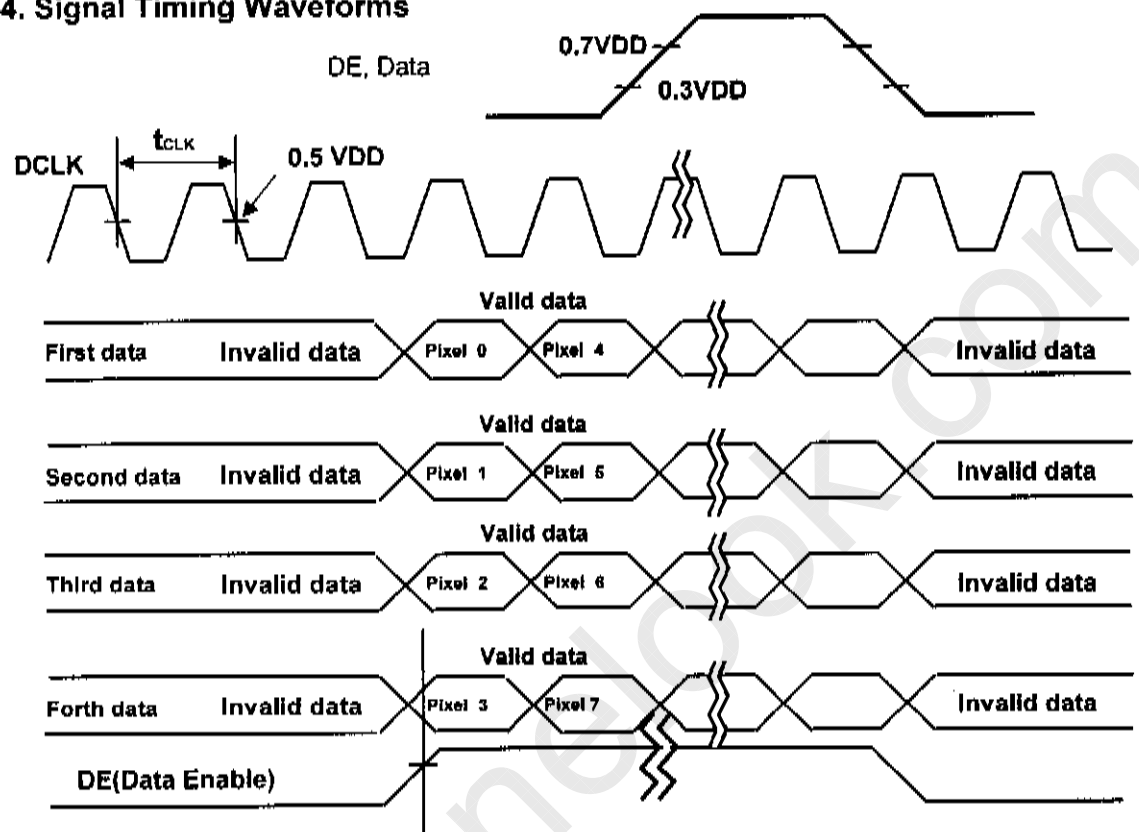 4. Signal Timing Waveforms
DE, Data
0.7VDD
0.3VDD
DCLK
tCLK
0.5 VDD
Valid data
First data
Invalid data
Pixel 0
Pixel 4
Invalid data
Valid data
Second data
Invalid data
Pixel 1
Pixel 5
Invalid data
Valid data
Third data
Invalid data
Pixel 2
Pixel 6
Invalid data
Valid data
Forth data
Invalid data
Pixel 3
Pixel 7
Invalid data
DE(Data Enable)
nelook.com